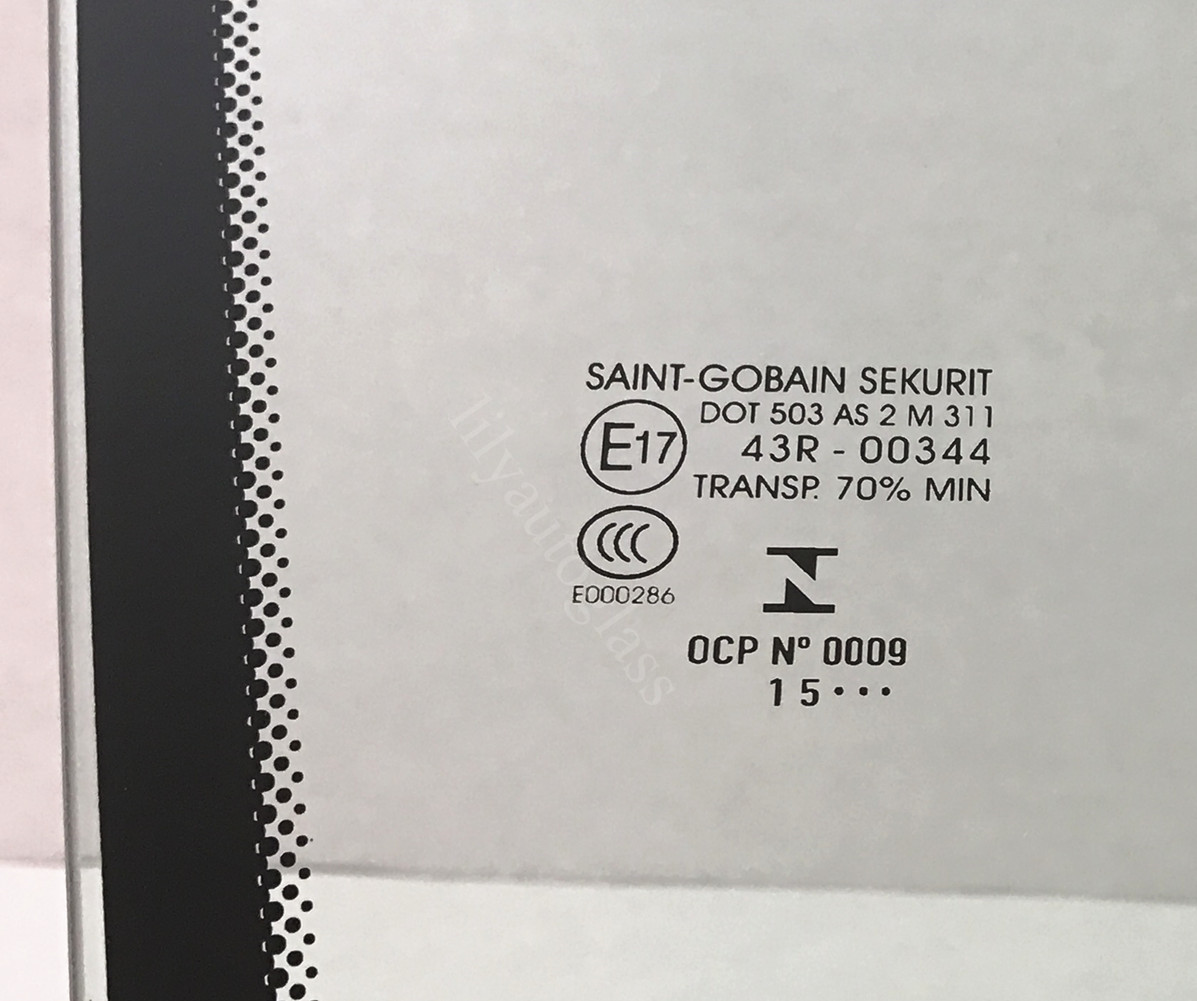 SAINT-GOBAIN SEKURIT
DOT 503 AS 2 M 311
E17
43R - 00344
TRANSP. 70% MIN
CCC
E000286
OCP Nº 0009
15•••
lilyautoglass